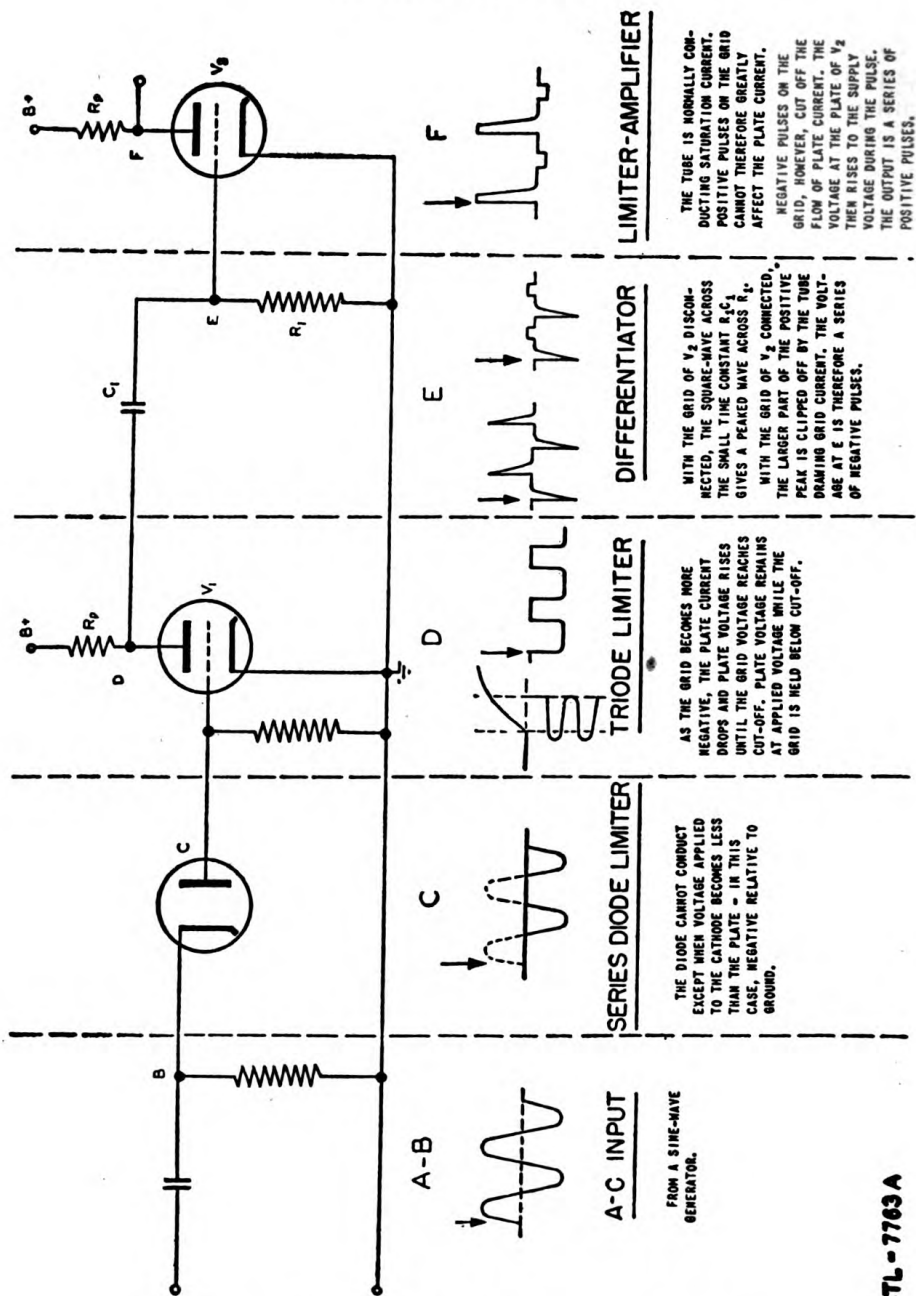 B
C
D
B+
Rp
V1
C1
E
R1
B+
Rp
F
V2
A-B
C
D
E
F
A-C INPUT
FROM A SINE-WAVE
GENERATOR.
SERIES DIODE LIMITER
THE DIODE CANNOT CONDUCT
EXCEPT WHEN VOLTAGE APPLIED
TO THE CATHODE BECOMES LESS
THAN THE PLATE - IN THIS
CASE, NEGATIVE RELATIVE TO
GROUND.
TRIODE LIMITER
AS THE GRID BECOMES MORE
NEGATIVE, THE PLATE CURRENT
DROPS AND PLATE VOLTAGE RISES
UNTIL THE GRID VOLTAGE REACHES
CUT-OFF. PLATE VOLTAGE REMAINS
AT APPLIED VOLTAGE WHILE THE
GRID IS HELD BELOW CUT-OFF.
DIFFERENTIATOR
WITH THE GRID OF V2 DISCON-
NECTED, THE SQUARE-WAVE ACROSS
THE SMALL TIME CONSTANT R1C1
GIVES A PEAKED WAVE ACROSS R1.
WITH THE GRID OF V2 CONNECTED,
THE LARGER PART OF THE POSITIVE
PEAK IS CLIPPED OFF BY THE TUBE
DRAWING GRID CURRENT. THE VOLT-
AGE AT E IS THEREFORE A SERIES
OF NEGATIVE PULSES.
LIMITER-AMPLIFIER
THE TUBE IS NORMALLY CON-
DUCTING SATURATION CURRENT.
POSITIVE PULSES ON THE GRID
CANNOT THEREFORE GREATLY
AFFECT THE PLATE CURRENT.
NEGATIVE PULSES ON THE
GRID, HOWEVER, CUT OFF THE
FLOW OF PLATE CURRENT. THE
VOLTAGE AT THE PLATE OF V2
THEN RISES TO THE SUPPLY
VOLTAGE DURING THE PULSE.
THE OUTPUT IS A SERIES OF
POSITIVE PULSES.
TL-7763A